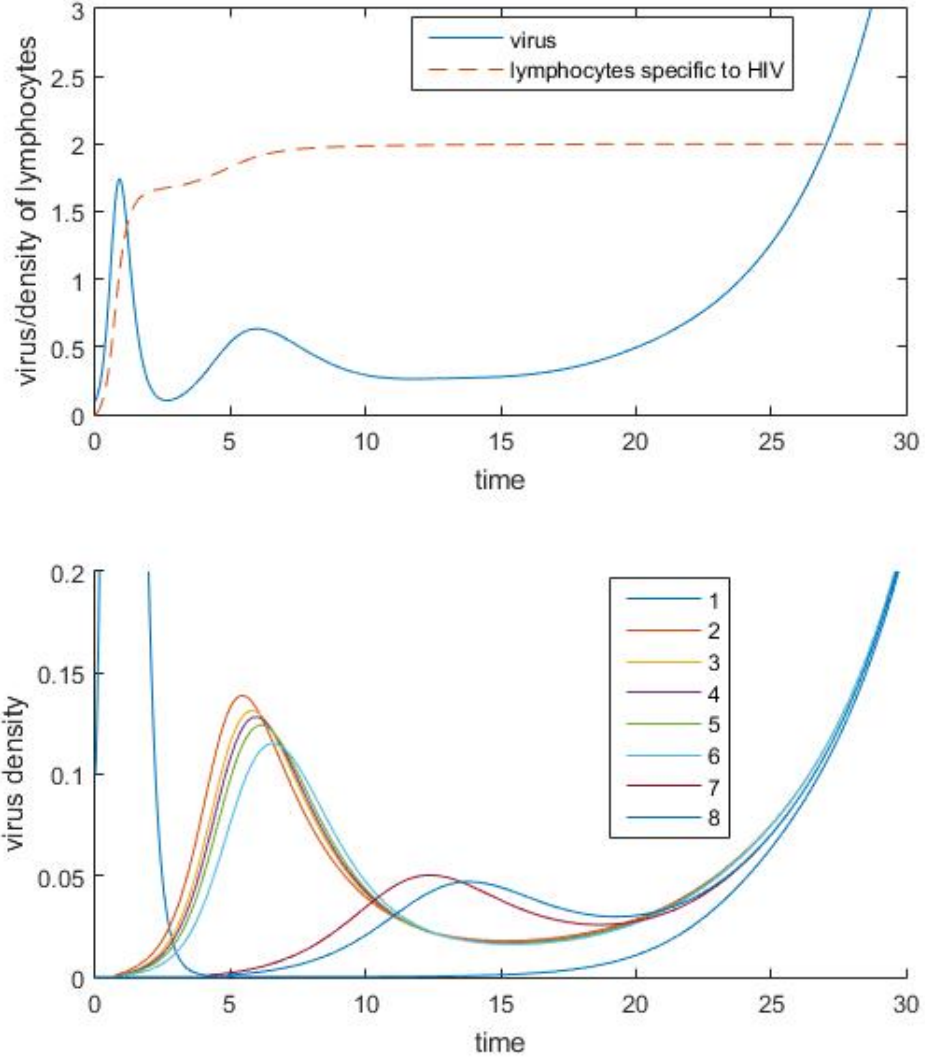 3
2.5
2
1.5
1
0.5
0
virus/density of lymphocytes
virus
lymphocytes specific to HIV
0 5 10 15 20 25 30
time
0.2
0.15
0.1
0.05
0
virus density
1
2
3
4
5
6
7
8
0 5 10 15 20 25 30
time